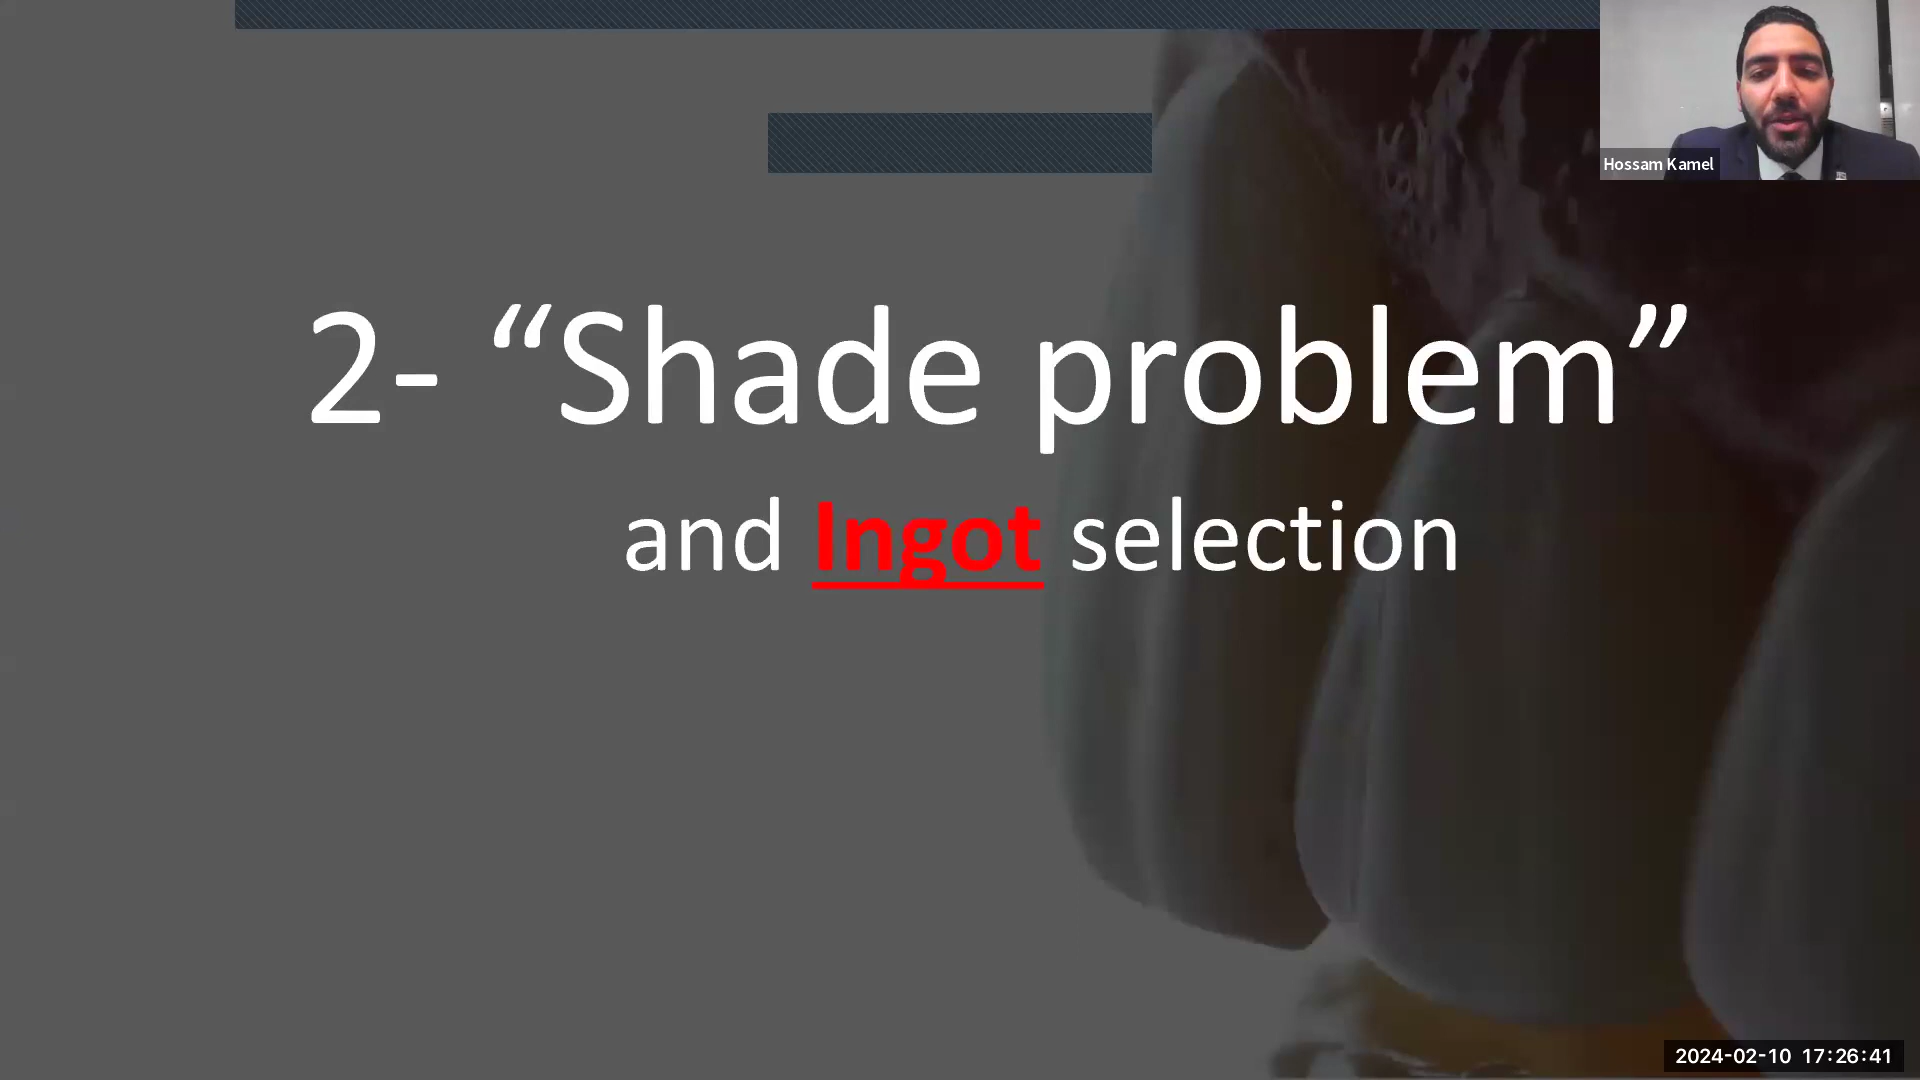 Hossam Kamel
2- “Shade problem”
and Ingot selection
2024-02-10 17:26:41